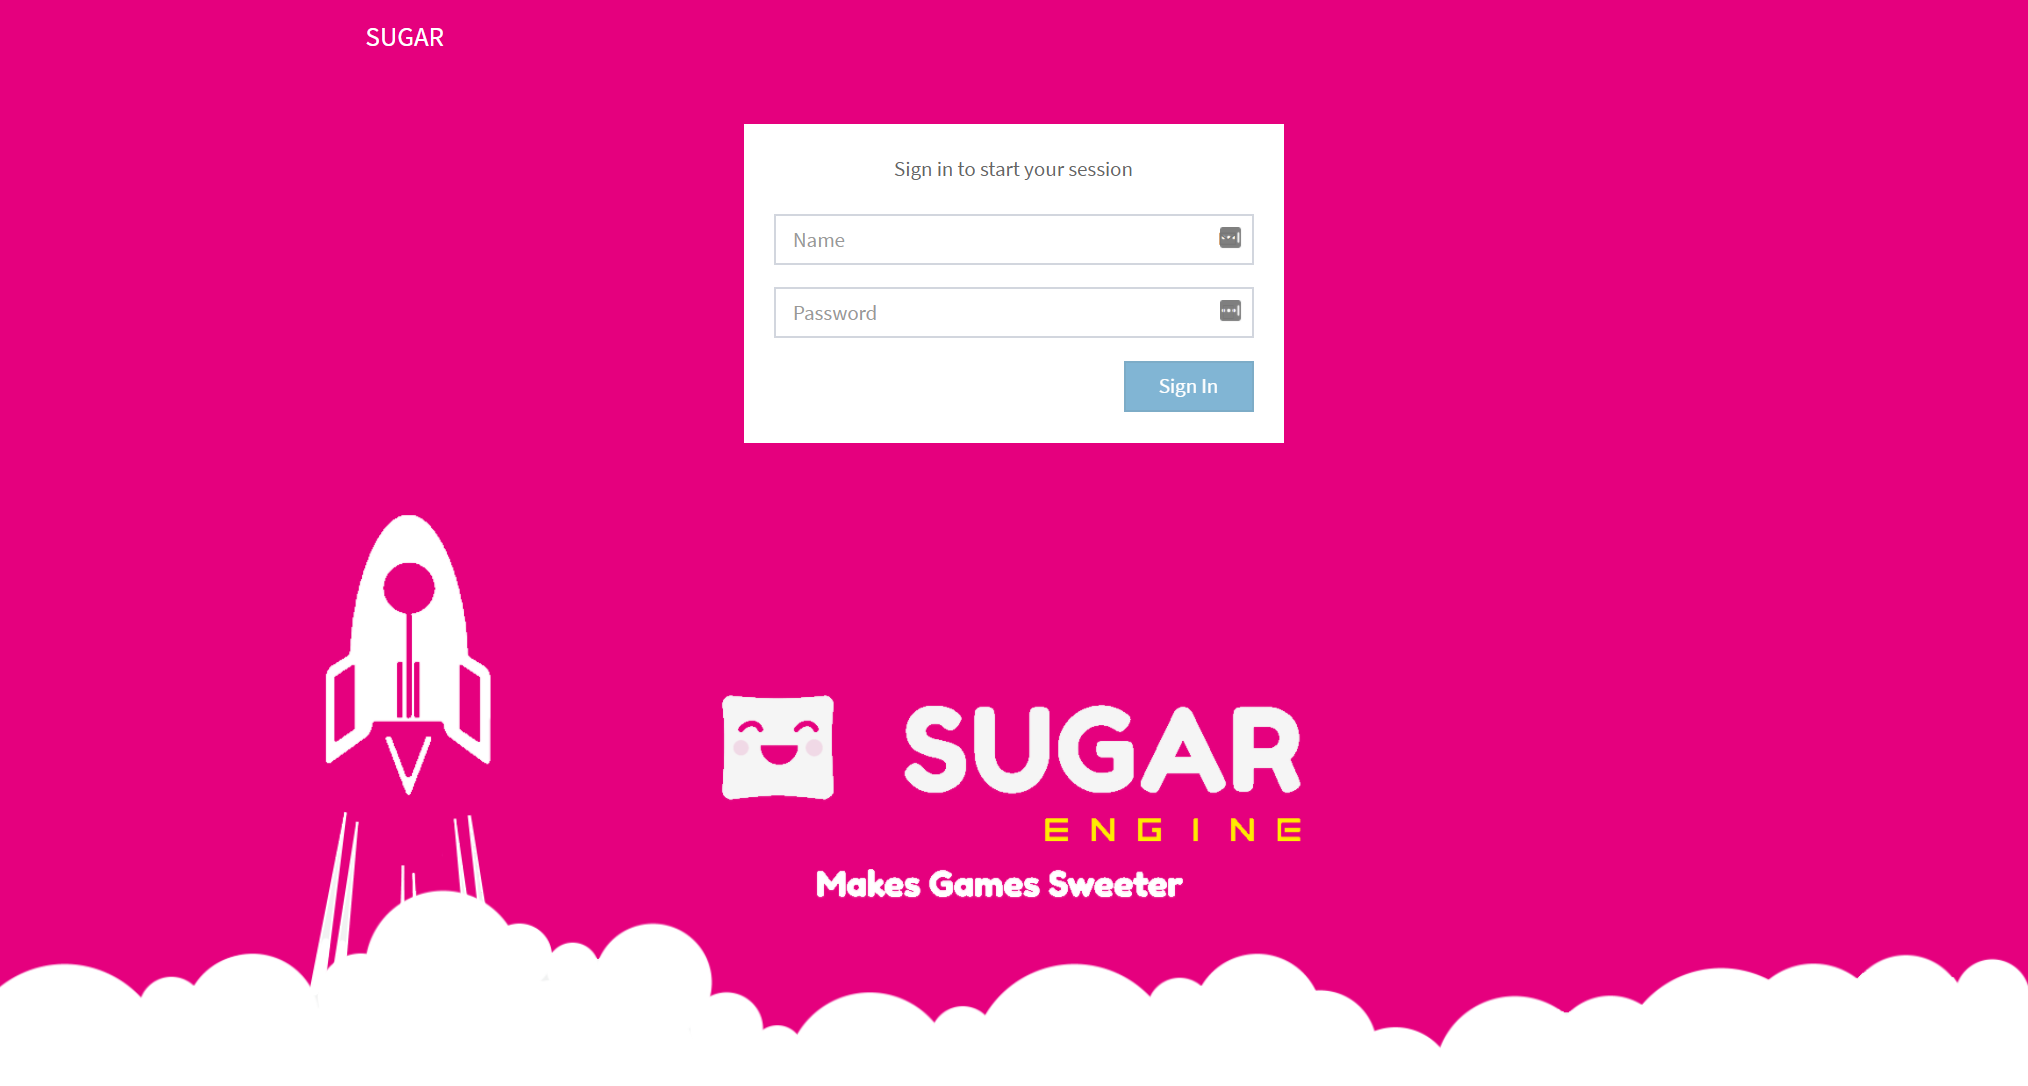 SUGAR
Sign in to start your session
Name
Password
Sign In
SUGAR
ENGINE
Makes Games Sweeter